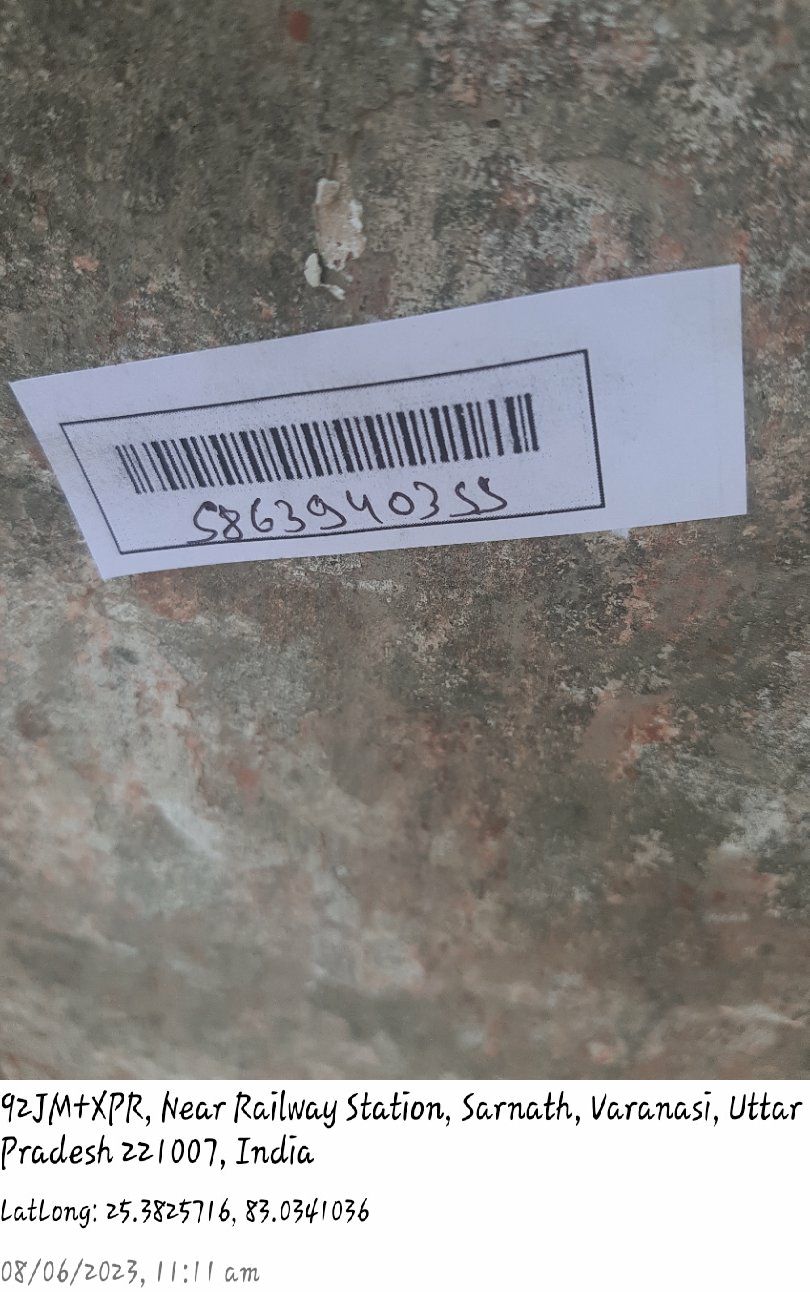 5863940355
92JM+XPR, Near Railway Station, Sarnath, Varanasi, Uttar
Pradesh 221007, India
LatLong: 25.3825716, 83.0341036
08/06/2023, 11:11 am